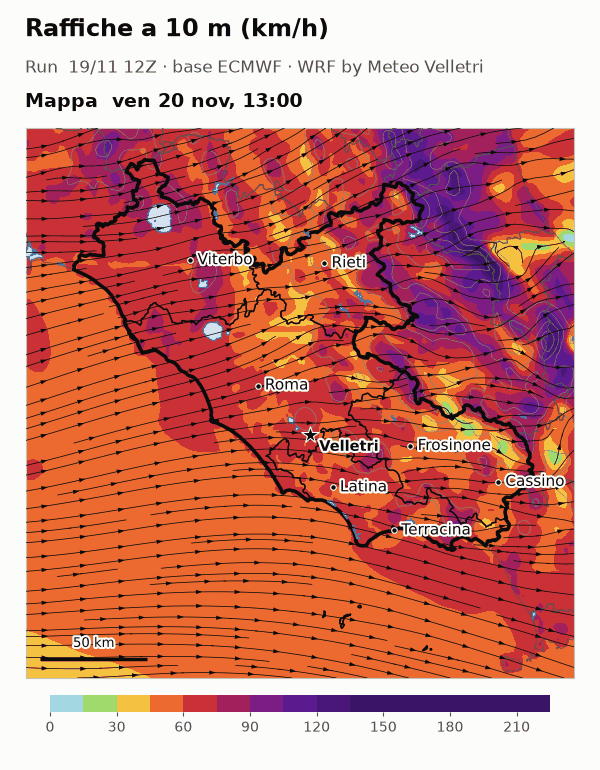 Raffiche a 10 m (km/h)
Run  19/11 12Z · base ECMWF · WRF by Meteo Velletri
Mappa  ven 20 nov, 13:00
Viterbo
Rieti
Roma
Velletri
Frosinone
Latina
Cassino
Terracina
50 km
0 30 60 90 120 150 180 210